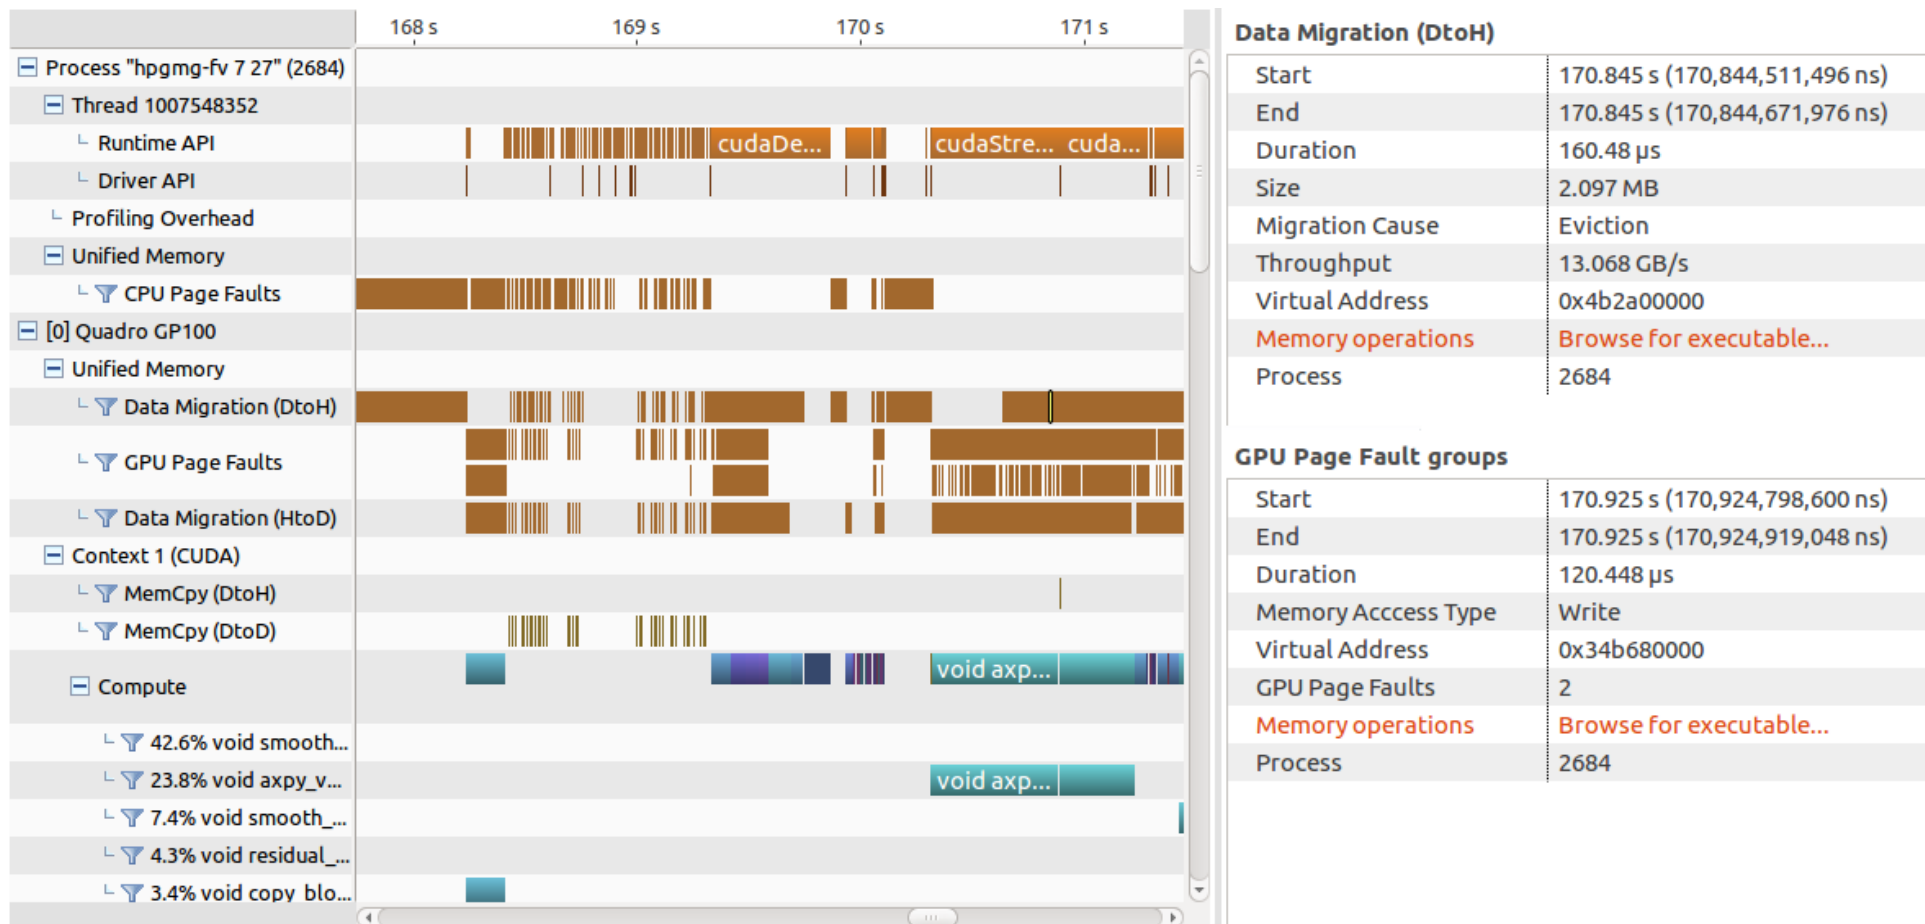 168 s 169 s 170 s 171 s
Process "hpgmg-fv 7 27" (2684)
Thread 1007548352
Runtime API cudaDe... cudaStre... cuda...
Driver API
Profiling Overhead
Unified Memory
CPU Page Faults
[0] Quadro GP100
Unified Memory
Data Migration (DtoH)
GPU Page Faults
Data Migration (HtoD)
Context 1 (CUDA)
MemCpy (DtoH)
MemCpy (DtoD)
Compute void axp...
42.6% void smooth...
23.8% void axpy_v... void axp...
7.4% void smooth_...
4.3% void residual_...
3.4% void copy_blo...
Data Migration (DtoH)
Start 170.845 s (170,844,511,496 ns)
End 170.845 s (170,844,671,976 ns)
Duration 160.48 µs
Size 2.097 MB
Migration Cause Eviction
Throughput 13.068 GB/s
Virtual Address 0x4b2a00000
Memory operations Browse for executable...
Process 2684
GPU Page Fault groups
Start 170.925 s (170,924,798,600 ns)
End 170.925 s (170,924,919,048 ns)
Duration 120.448 µs
Memory Acccess Type Write
Virtual Address 0x34b680000
GPU Page Faults 2
Memory operations Browse for executable...
Process 2684